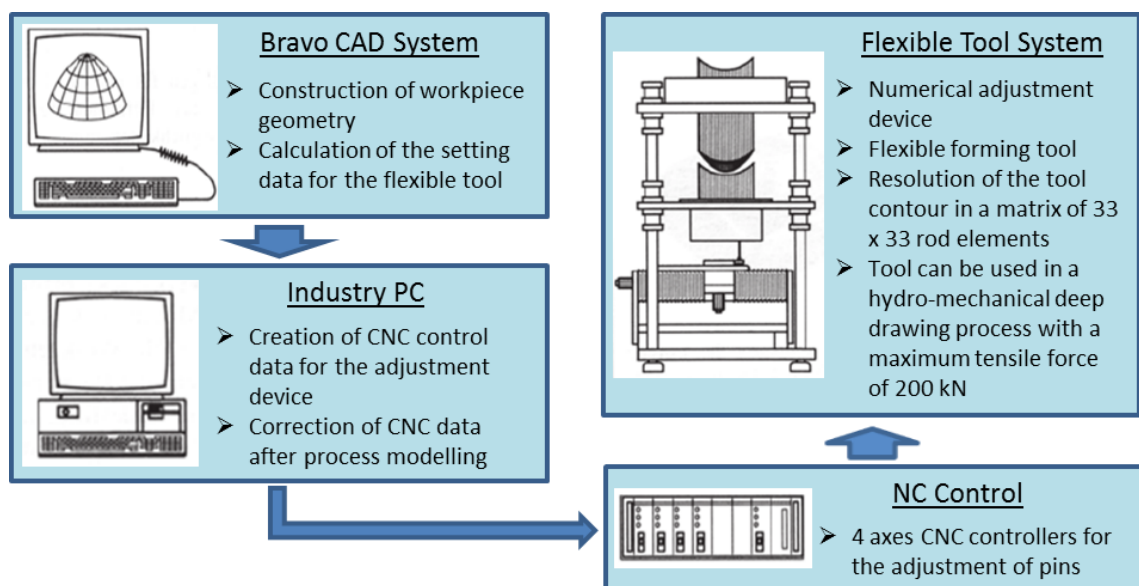 Bravo CAD System
➢ Construction of workpiece
geometry
➢ Calculation of the setting
data for the flexible tool
Industry PC
➢ Creation of CNC control
data for the adjustment
device
➢ Correction of CNC data
after process modelling
NC Control
➢ 4 axes CNC controllers for
the adjustment of pins
Flexible Tool System
➢ Numerical adjustment
device
➢ Flexible forming tool
➢ Resolution of the tool
contour in a matrix of 33
x 33 rod elements
➢ Tool can be used in a
hydro-mechanical deep
drawing process with a
maximum tensile force
of 200 kN